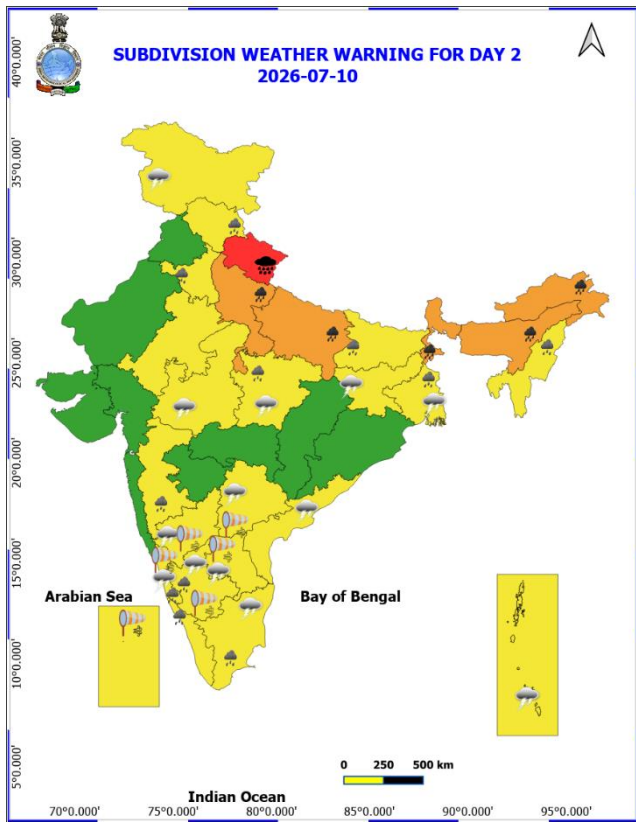 SUBDIVISION WEATHER WARNING FOR DAY 2
2026-07-10
40°0.000'
35°0.000'
30°0.000'
25°0.000'
20°0.000'
15°0.000'
10°0.000'
5°0.000'
Arabian Sea
Bay of Bengal
0 250 500 km
Indian Ocean
70°0.000' 75°0.000' 80°0.000' 85°0.000' 90°0.000' 95°0.000'